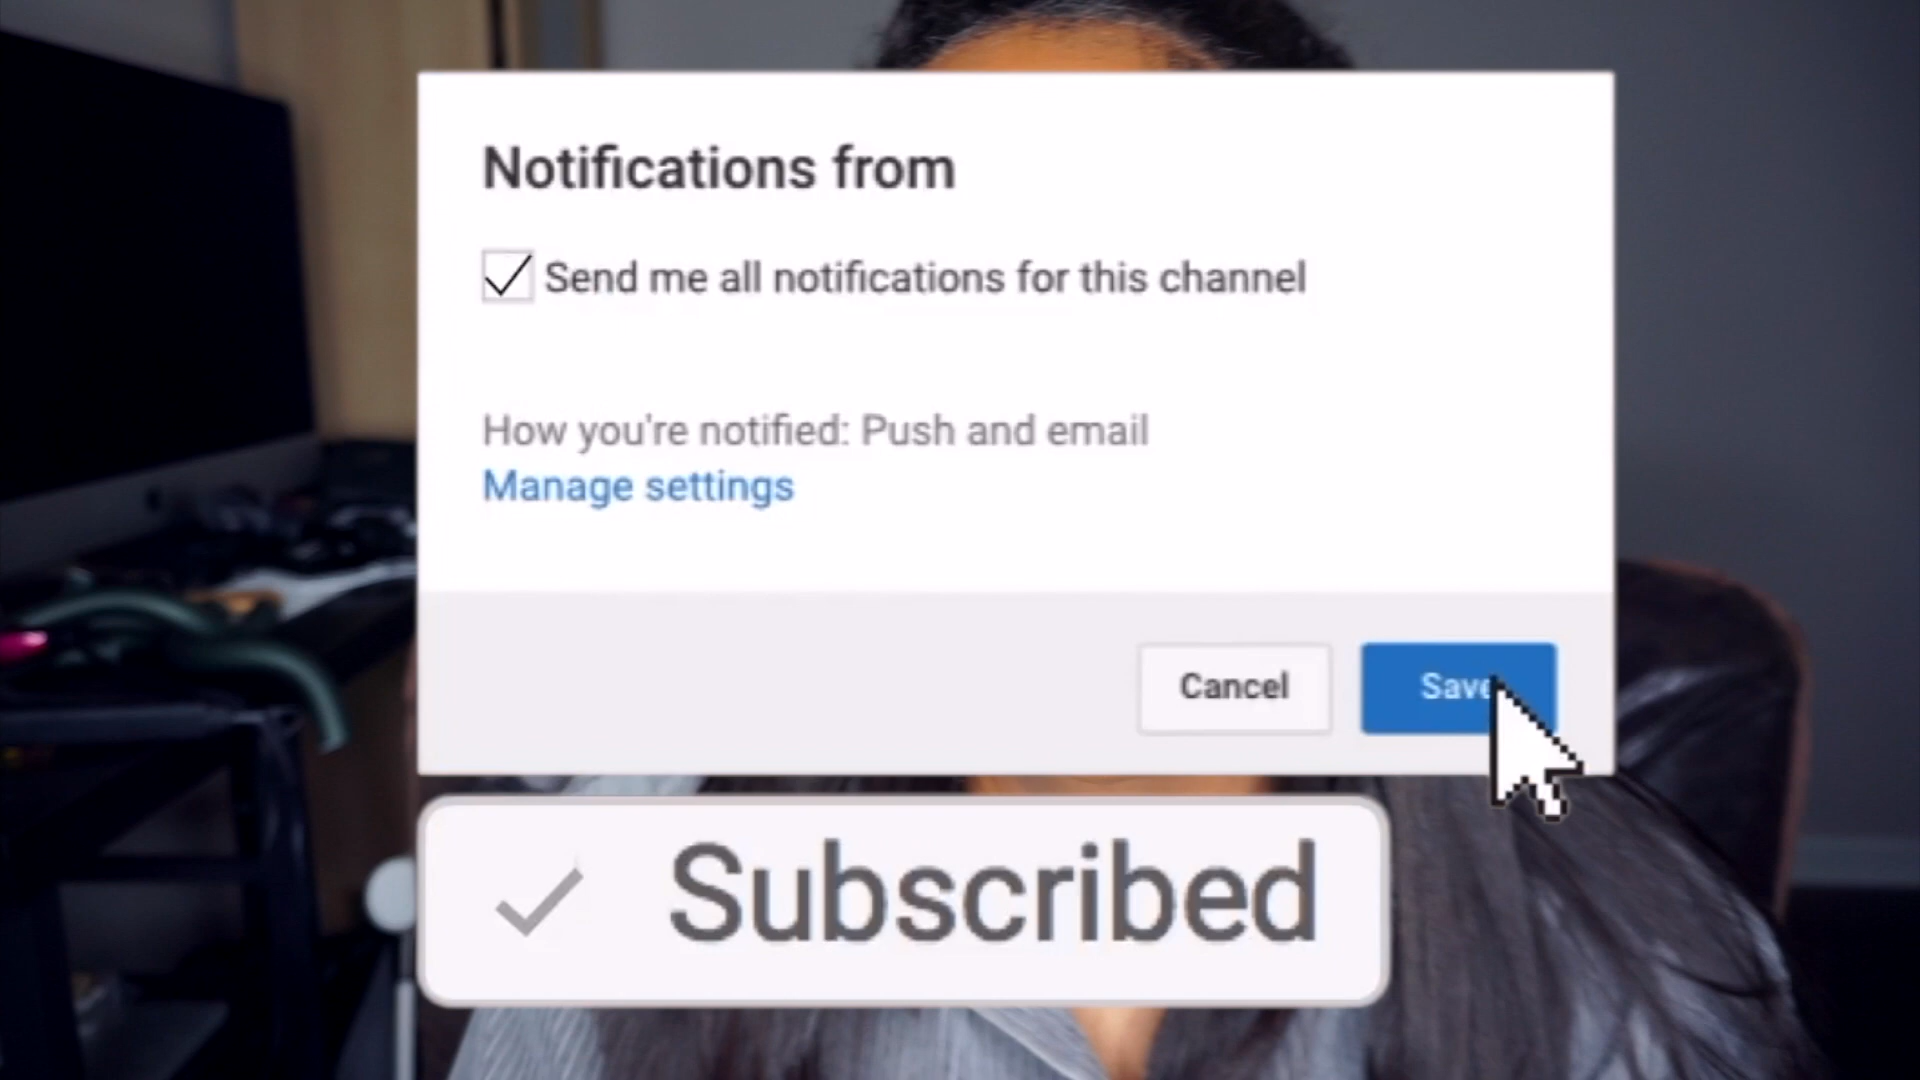 Notifications from
Send me all notifications for this channel
How you're notified: Push and email
Manage settings
Cancel
Save
Subscribed